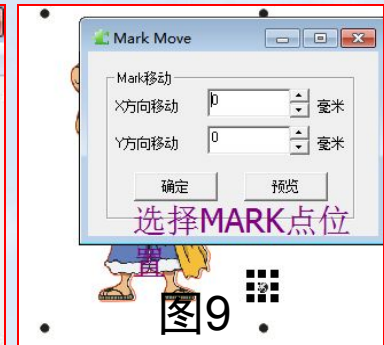 Mark Move
Mark移动
X方向移动 0 毫米
Y方向移动 0 毫米
确定 预览
选择MARK点位
置
图9